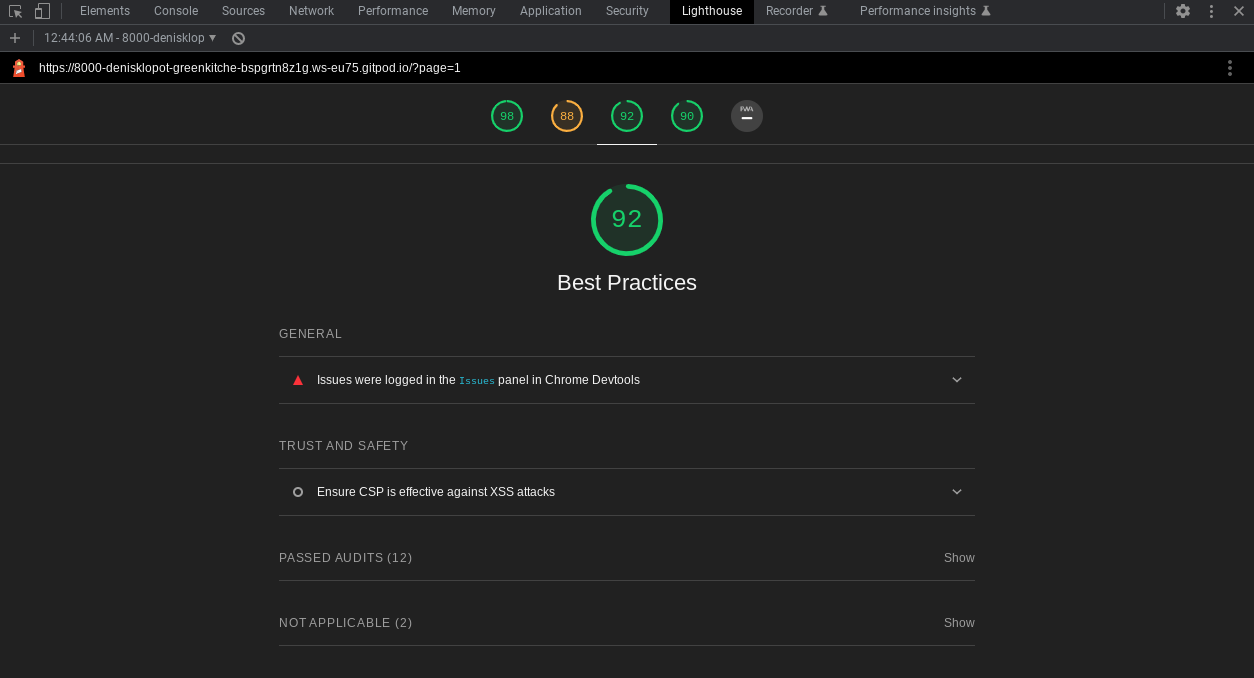 Elements Console Sources Network Performance Memory Application Security Lighthouse Recorder Performance insights
12:44:06 AM - 8000-denisklop
https://8000-denisklopot-greenkitche-bspgrtn8z1g.ws-eu75.gitpod.io/?page=1
98 88 92 90 PWA
92
Best Practices
GENERAL
Issues were logged in the Issues panel in Chrome Devtools
TRUST AND SAFETY
Ensure CSP is effective against XSS attacks
PASSED AUDITS (12) Show
NOT APPLICABLE (2) Show